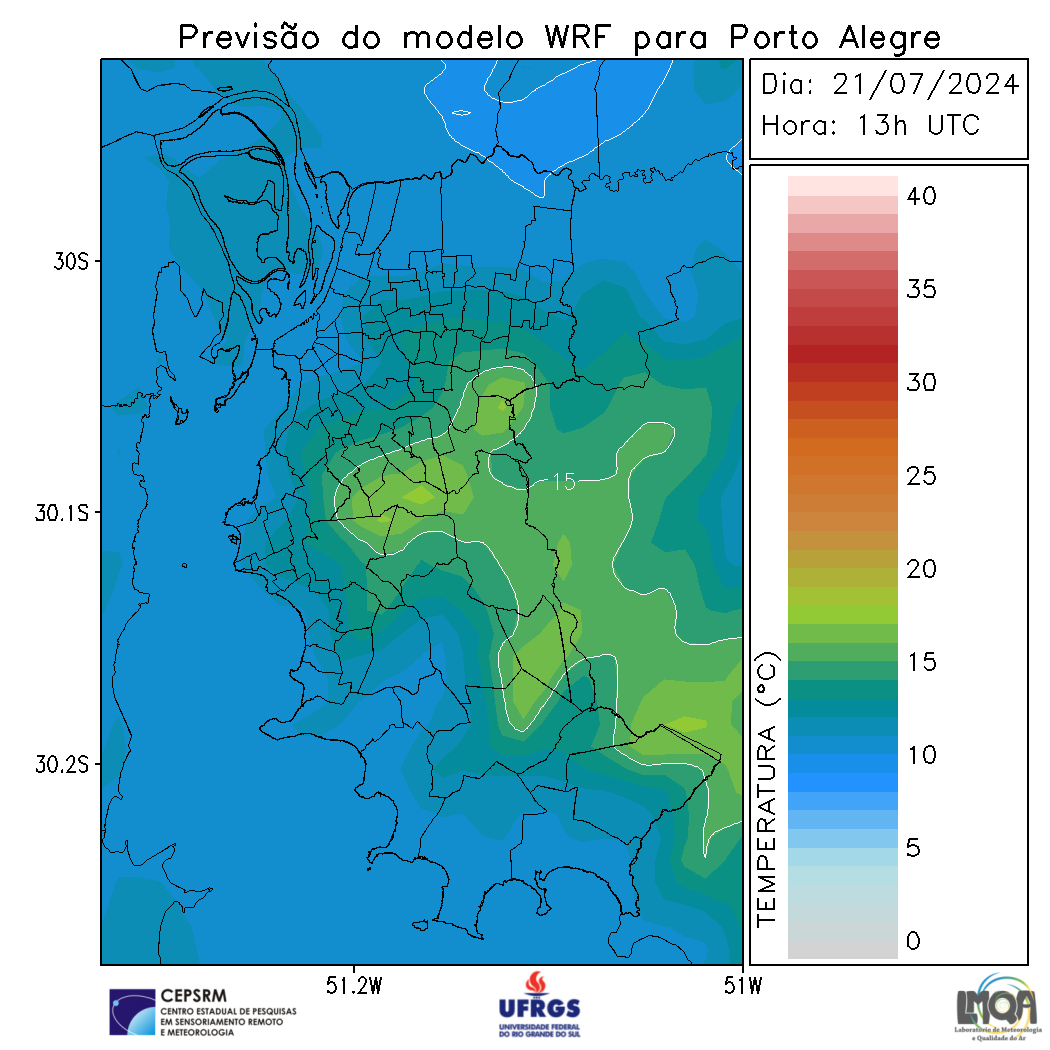 Previsão do modelo WRF para Porto Alegre
Dia: 21/07/2024
Hora: 13h UTC
40
35
30
25
20
15
10
5
0
TEMPERATURA (°C)
30S
30.1S
30.2S
15
51.2W
51W
CEPSRM
CENTRO ESTADUAL DE PESQUISAS
EM SENSORIAMENTO REMOTO
E METEOROLOGIA
UFRGS
UNIVERSIDADE FEDERAL
DO RIO GRANDE DO SUL
LMQA
Laboratório de Meteorologia
e Qualidade do Ar